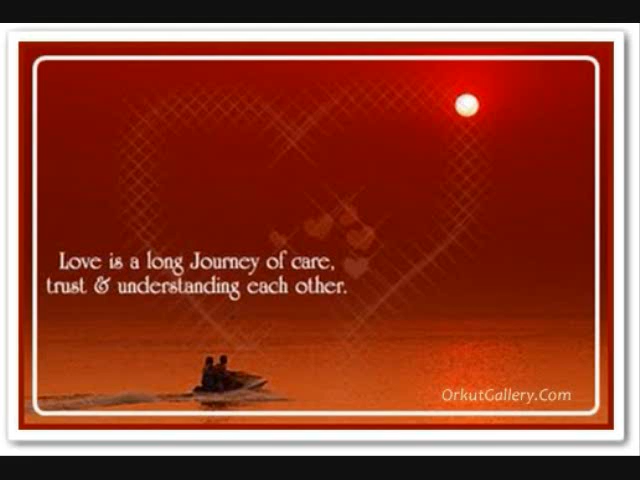 Love is a long Journey of care,
trust & understanding each other.
OrkutGallery.Com